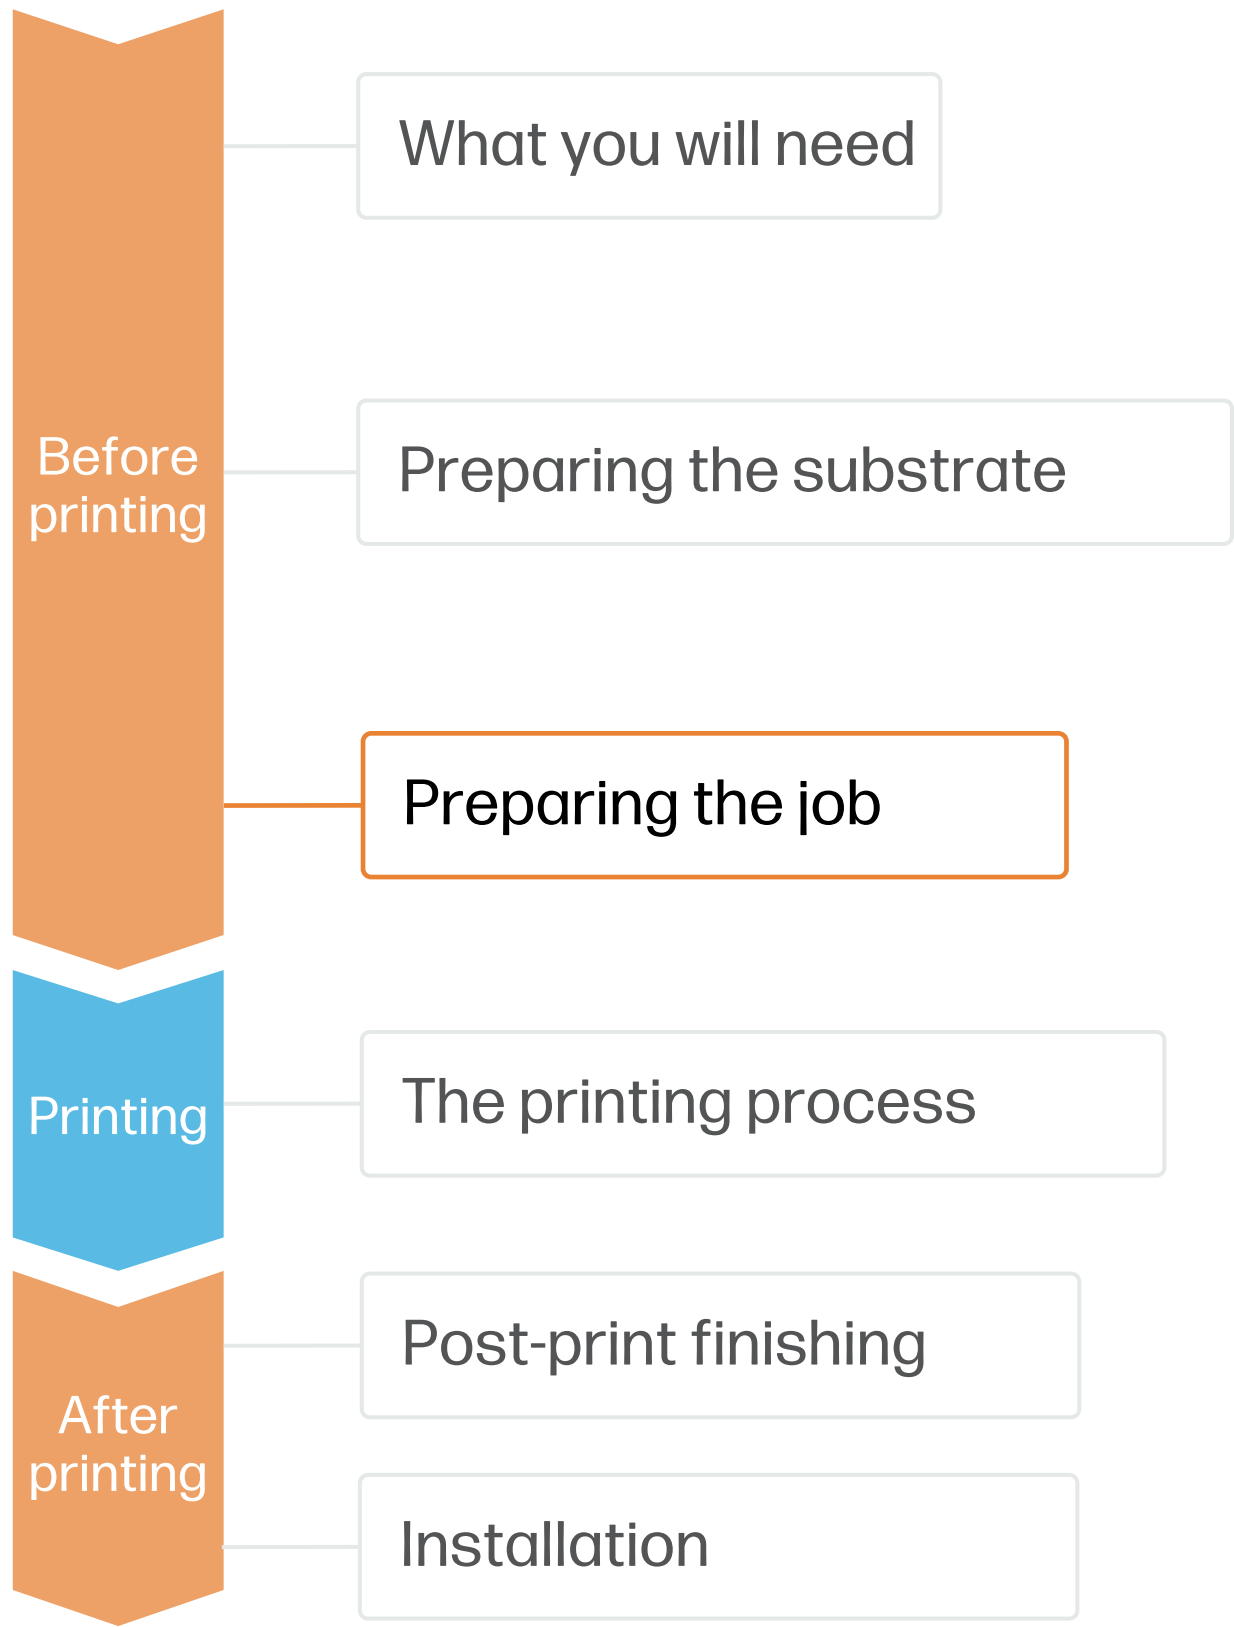 What you will need
Before
printing
Preparing the substrate
Preparing the job
Printing
The printing process
After
printing
Post-print finishing
Installation